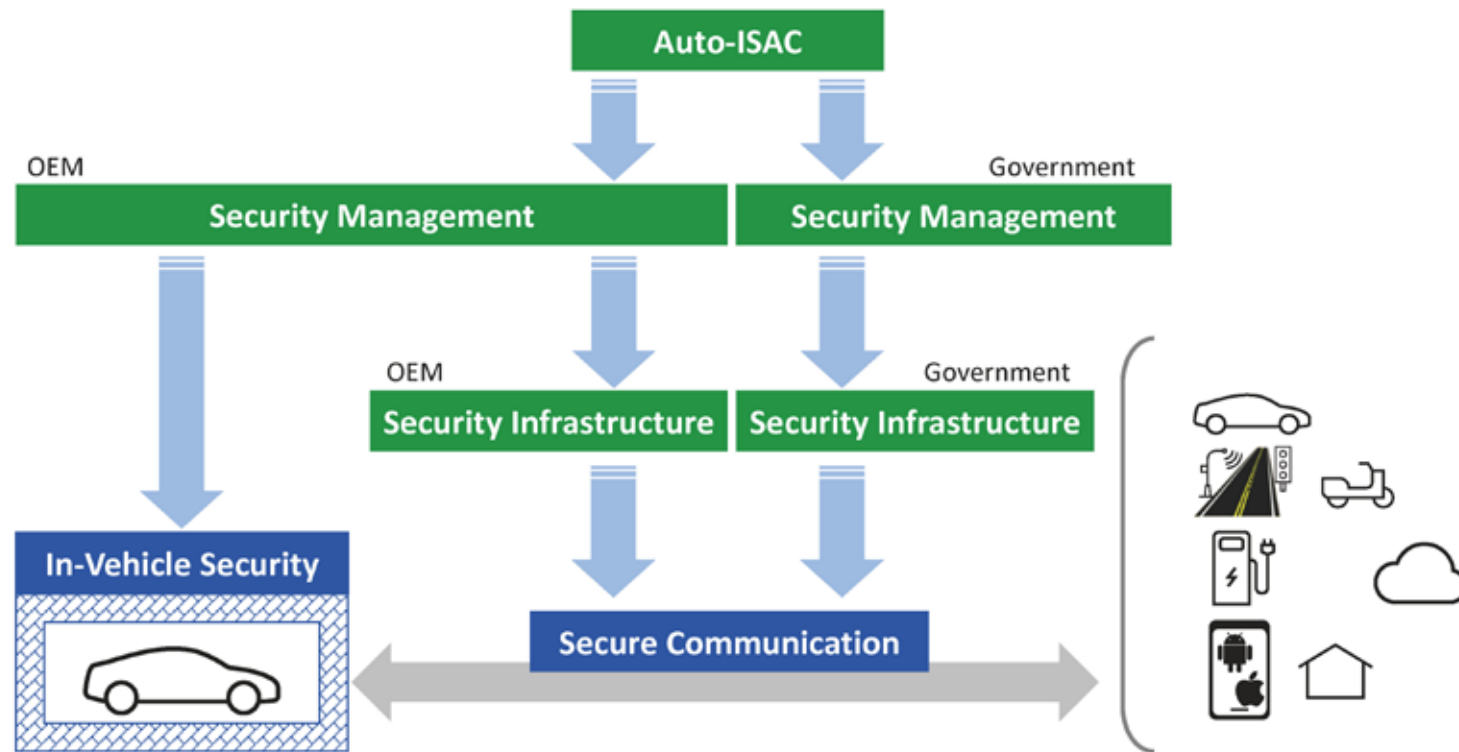 Auto-ISAC
OEM
Government
Security Management
Security Management
OEM
Government
Security Infrastructure
Security Infrastructure
In-Vehicle Security
Secure Communication